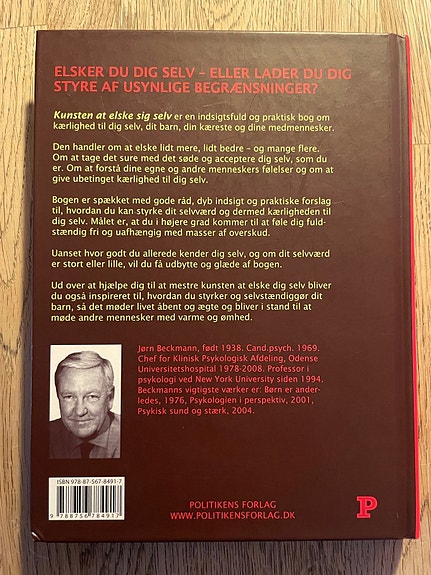 ELSKER DU DIG SELV – ELLER LADER DU DIG
STYRE AF USYNLIGE BEGRÆNSNINGER?
Kunsten at elske sig selv er en indsigtsfuld og praktisk bog om
kærlighed til dig selv, dit barn, din kæreste og dine medmennesker.
Den handler om at elske lidt mere, lidt bedre – og mange flere.
Om at tage det sure med det søde og acceptere dig selv, som du
er. Om at forstå dine egne og andre menneskers følelser og om at
give ubetinget kærlighed til dig selv.
Bogen er spækket med gode råd, dyb indsigt og praktiske forslag
til, hvordan du kan styrke dit selvværd og dermed kærligheden til
dig selv. Målet er, at du i højere grad kommer til at føle dig fuld-
stændig fri og uafhængig med masser af overskud.
Uanset hvor godt du allerede kender dig selv, og om dit selvværd
er stort eller lille, vil du få udbytte og glæde af bogen.
Ud over at hjælpe dig til at mestre kunsten at elske dig selv bliver
du også inspireret til, hvordan du styrker og selvstændiggør dit
barn, så det møder livet åbent og ægte og bliver i stand til at
møde andre mennesker med varme og ømhed.
Jørn Beckmann, født 1938. Cand.psych. 1969.
Chef for Klinisk Psykologisk Afdeling, Odense
Universitetshospital 1978-2008. Professor i
psykologi ved New York University siden 1994.
Beckmanns vigtigste værker er: Børn er ander-
ledes, 1976, Psykologien i perspektiv, 2001,
Psykisk sund og stærk, 2004.
ISBN 978-87-567-8491-7
9 788756 784917
POLITIKENS FORLAG
WWW.POLITIKENSFORLAG.DK
P